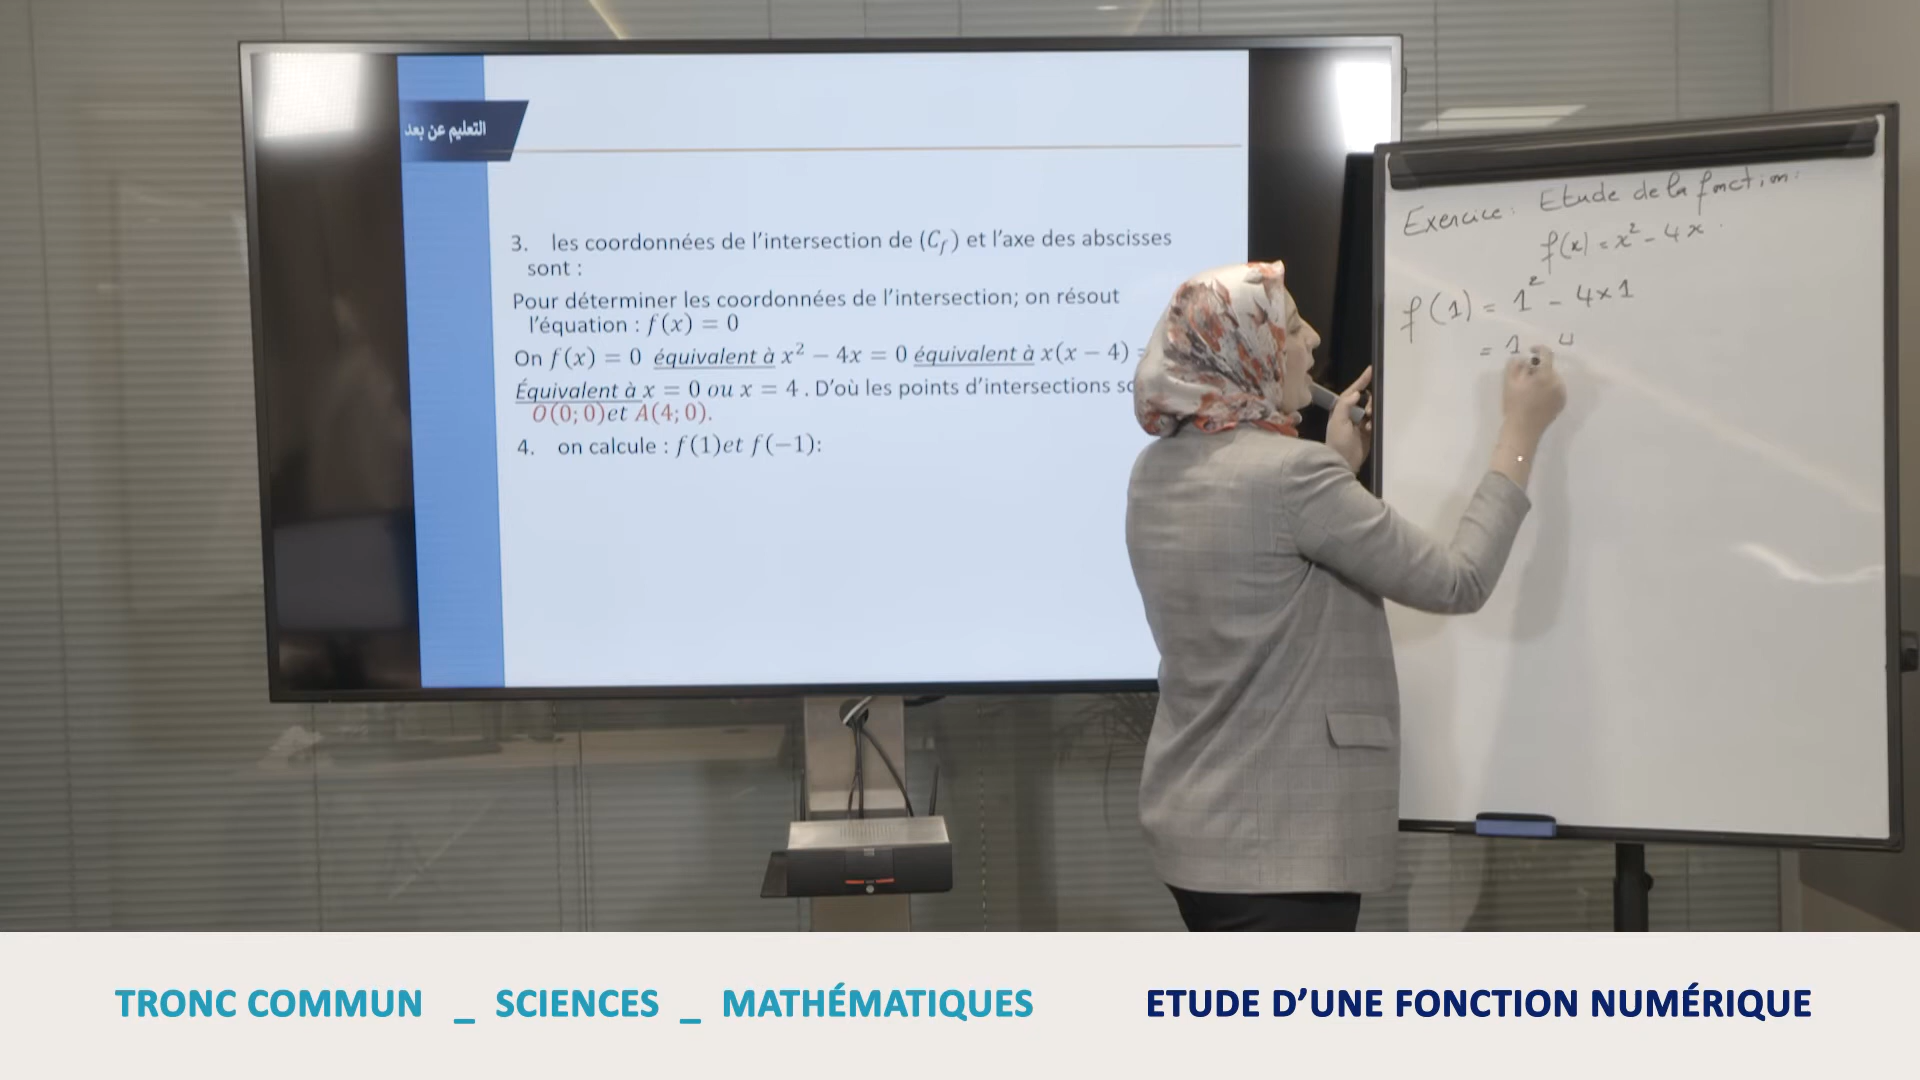 التعليم عن بعد
3. les coordonnées de l'intersection de (C_f) et l'axe des abscisses
sont :
Pour déterminer les coordonnées de l'intersection; on résout
l'équation : f(x) = 0
On f(x) = 0 équivalent à x² − 4x = 0 équivalent à x(x − 4) =
Équivalent à x = 0 ou x = 4 . D'où les points d'intersections
O(0; 0)et A(4; 0).
4. on calcule : f(1)et f(−1):
Exercice : Etude de la fonction :
f(x) = x² - 4x .
f(1) = 1² - 4×1
= 1 - 4
TRONC COMMUN _ SCIENCES _ MATHÉMATIQUES
ETUDE D’UNE FONCTION NUMÉRIQUE